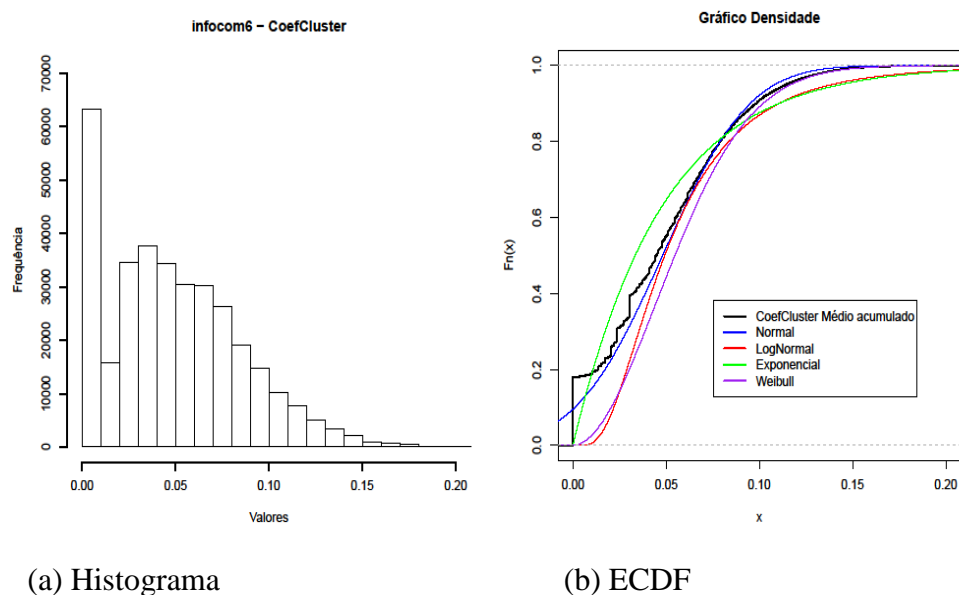 infocom6 − CoefCluster
Frequência
70000
60000
50000
40000
30000
20000
10000
0
0.00 0.05 0.10 0.15 0.20
Valores
(a) Histograma
Gráfico Densidade
Fn(x)
1.0
0.8
0.6
0.4
0.2
0.0
CoefCluster Médio acumulado
Normal
LogNormal
Exponencial
Weibull
0.00 0.05 0.10 0.15 0.20
x
(b) ECDF